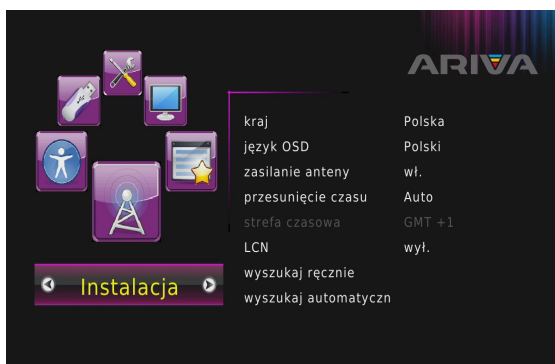 ARIVA
kraj Polska
język OSD Polski
zasilanie anteny wł.
przesunięcie czasu Auto
strefa czasowa GMT +1
LCN wył.
wyszukaj ręcznie
wyszukaj automatyczn
Instalacja